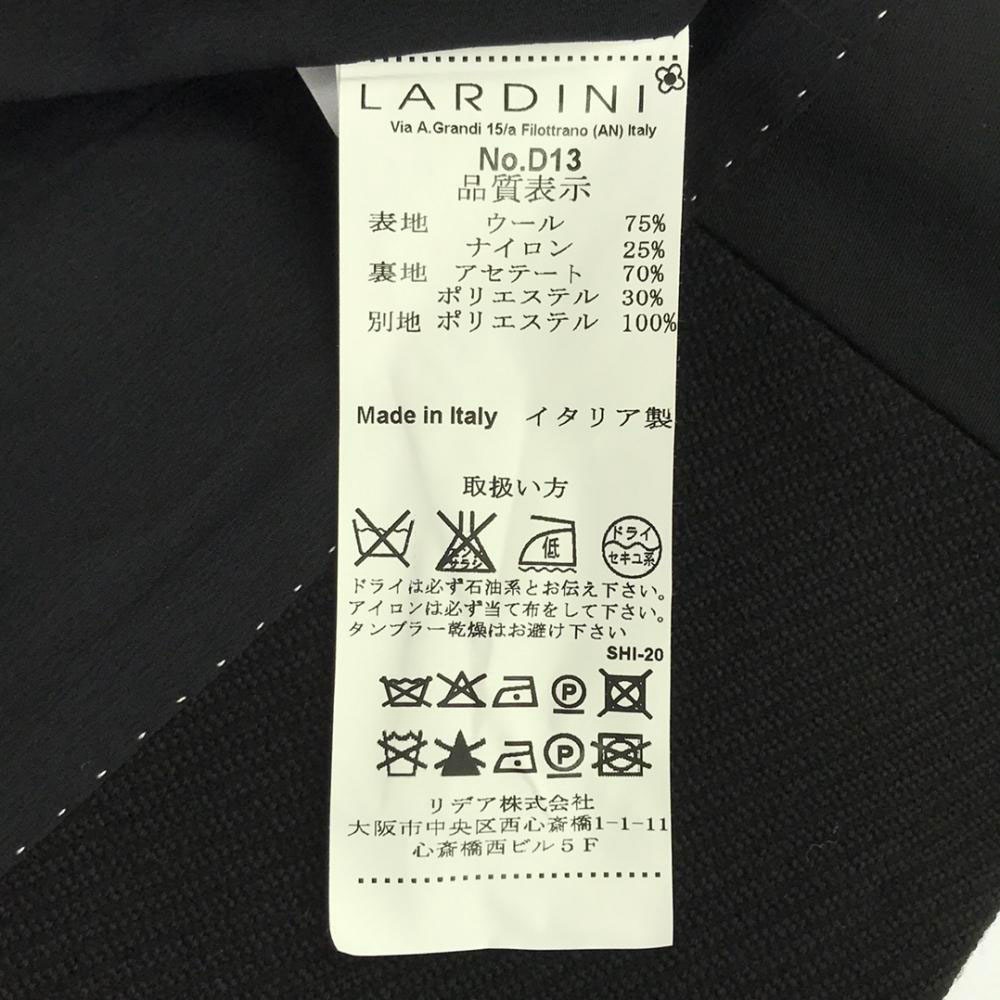 LARDINI
Via A.Grandi 15/a Filottrano (AN) Italy
No.D13
品質表示
表地 ウール 75%
ナイロン 25%
裏地 アセテート 70%
ポリエステル 30%
別地 ポリエステル 100%
Made in Italy イタリア製
取扱い方
エンソ サラシ 低 ドライ セキユ系
ドライは必ず石油系とお伝え下さい。
アイロンは必ず当て布をして下さい。
タンブラー乾燥はお避け下さい
SHI-20
P
P
リデア株式会社
大阪市中央区西心斎橋1-1-11
心斎橋西ビル5F